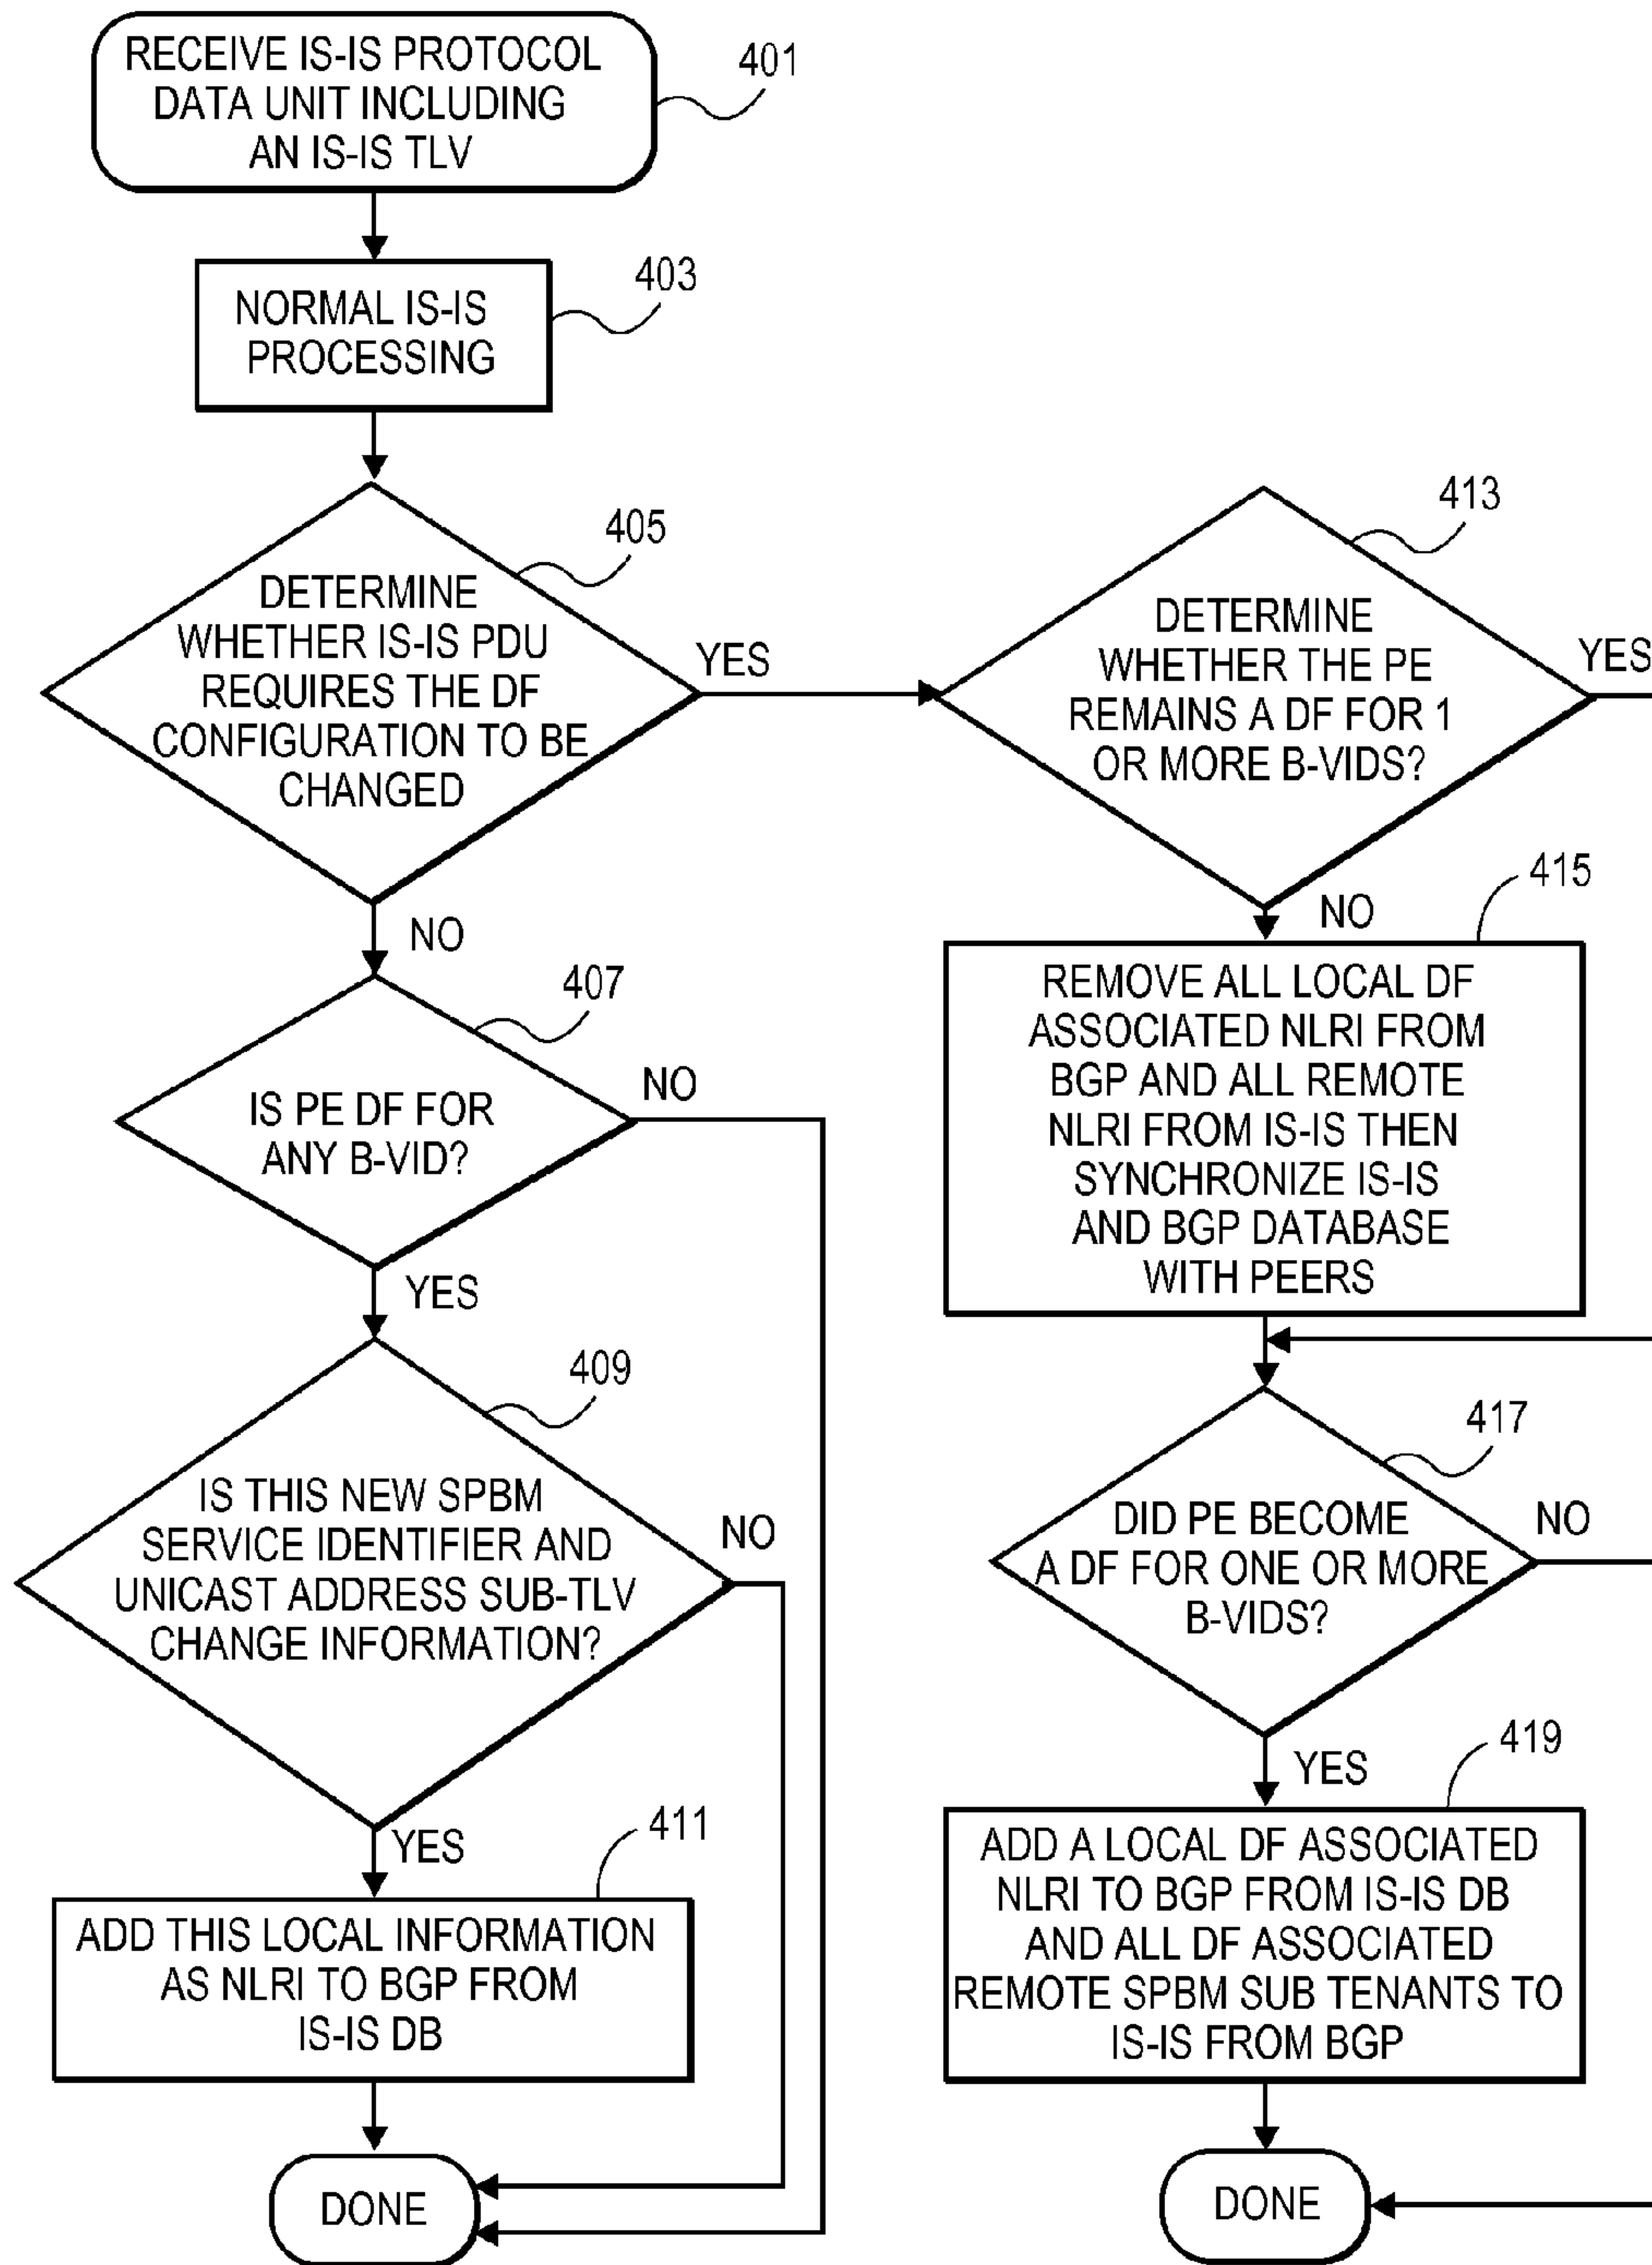 RECEIVE IS-IS PROTOCOL
DATA UNIT INCLUDING
AN IS-IS TLV
401
NORMAL IS-IS
PROCESSING
403
DETERMINE
WHETHER IS-IS PDU
REQUIRES THE DF
CONFIGURATION TO BE
CHANGED
405
YES
NO
IS PE DF FOR
ANY B-VID?
407
NO
YES
IS THIS NEW SPBM
SERVICE IDENTIFIER AND
UNICAST ADDRESS SUB-TLV
CHANGE INFORMATION?
409
NO
YES
ADD THIS LOCAL INFORMATION
AS NLRI TO BGP FROM
IS-IS DB
411
DONE
DETERMINE
WHETHER THE PE
REMAINS A DF FOR 1
OR MORE B-VIDS?
413
YES
NO
REMOVE ALL LOCAL DF
ASSOCIATED NLRI FROM
BGP AND ALL REMOTE
NLRI FROM IS-IS THEN
SYNCHRONIZE IS-IS
AND BGP DATABASE
WITH PEERS
415
DID PE BECOME
A DF FOR ONE OR MORE
B-VIDS?
417
NO
YES
ADD A LOCAL DF ASSOCIATED
NLRI TO BGP FROM IS-IS DB
AND ALL DF ASSOCIATED
REMOTE SPBM SUB TENANTS TO
IS-IS FROM BGP
419
DONE